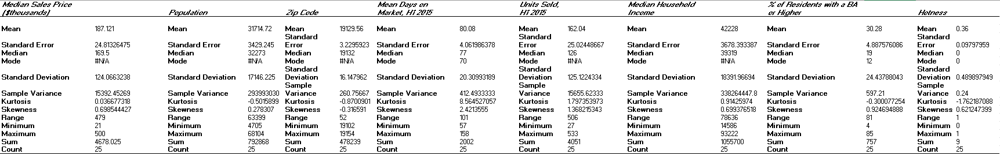 Median Sales Price Mean Days on Units Sold, Median Household % of Residents with a BA
($thousands) Population Zip Code Market, H1 2015 H1 2015 Income or Higher Hotness
Mean 187.121 Mean 31714.72 Mean 19129.56 Mean 80.08 Mean 162.04 Mean 42228 Mean 30.28 Mean 0.36
Standard Standard Standard
Standard Error 24.81326475 Standard Error 3429.245 Error 3.2295923 Standard Error 4.061986378 Error 25.02448667 Standard Error 3678.393387 Standard Error 4.887576086 Error 0.09797959
Median 169.5 Median 32273 Median 19132 Median 77 Median 126 Median 39319 Median 19 Median 0
Mode #N/A Mode #N/A Mode #N/A Mode 70 Mode #N/A Mode #N/A Mode 12 Mode 0
Standard Standard Standard
Standard Deviation 124.0663238 Standard Deviation 17146.225 Deviation 16.147962 Standard Deviation 20.30993189 Deviation 125.1224334 Standard Deviation 18391.96694 Standard Deviation 24.43788043 Deviation 0.489897949
Sample Sample Sample
Sample Variance 15392.45269 Sample Variance 293993030 Variance 260.75667 Sample Variance 412.4933333 Variance 15655.62333 Sample Variance 338264447.8 Sample Variance 597.21 Variance 0.24
Kurtosis 0.036677318 Kurtosis -0.5015899 Kurtosis -0.8700901 Kurtosis 8.564527057 Kurtosis 1.797353973 Kurtosis 0.91425974 Kurtosis -0.300077254 Kurtosis -1.762187088
Skewness 0.698544427 Skewness 0.278307 Skewness -0.316591 Skewness 2.4213555 Skewness 1.368215343 Skewness 0.699376518 Skewness 0.924694888 Skewness 0.621247399
Range 479 Range 63399 Range 52 Range 101 Range 506 Range 78636 Range 81 Range 1
Minimum 21 Minimum 4705 Minimum 19102 Minimum 57 Minimum 27 Minimum 14586 Minimum 4 Minimum 0
Maximum 500 Maximum 68104 Maximum 19154 Maximum 158 Maximum 533 Maximum 93222 Maximum 85 Maximum 1
Sum 4678.025 Sum 792868 Sum 478239 Sum 2002 Sum 4051 Sum 1055700 Sum 757 Sum 9
Count 25 Count 25 Count 25 Count 25 Count 25 Count 25 Count 25 Count 25